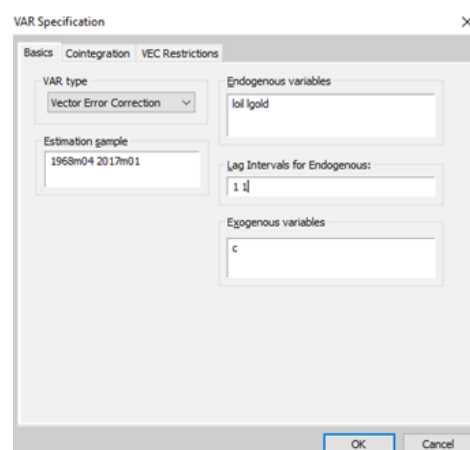 VAR Specification
Basics Cointegration VEC Restrictions
VAR type
Vector Error Correction
Estimation sample
1968m04 2017m01
Endogenous variables
loil lgold
Lag Intervals for Endogenous:
1 1
Exogenous variables
c
OK Cancel